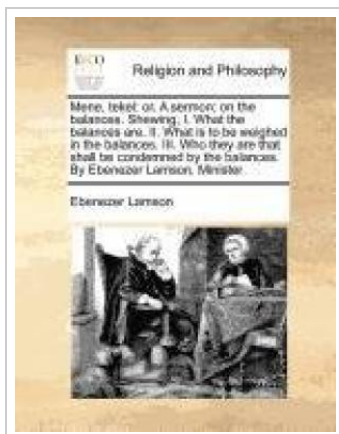 ECCO
Religion and Philosophy
Mene, tekel: or, A sermon; on the
balances. Shewing, I. What the
balances are. II. What is to be weighed
in the balances. III. Who they are that
shall be condemned by the balances.
By Ebenezer Lamson, Minister
Ebenezer Lamson